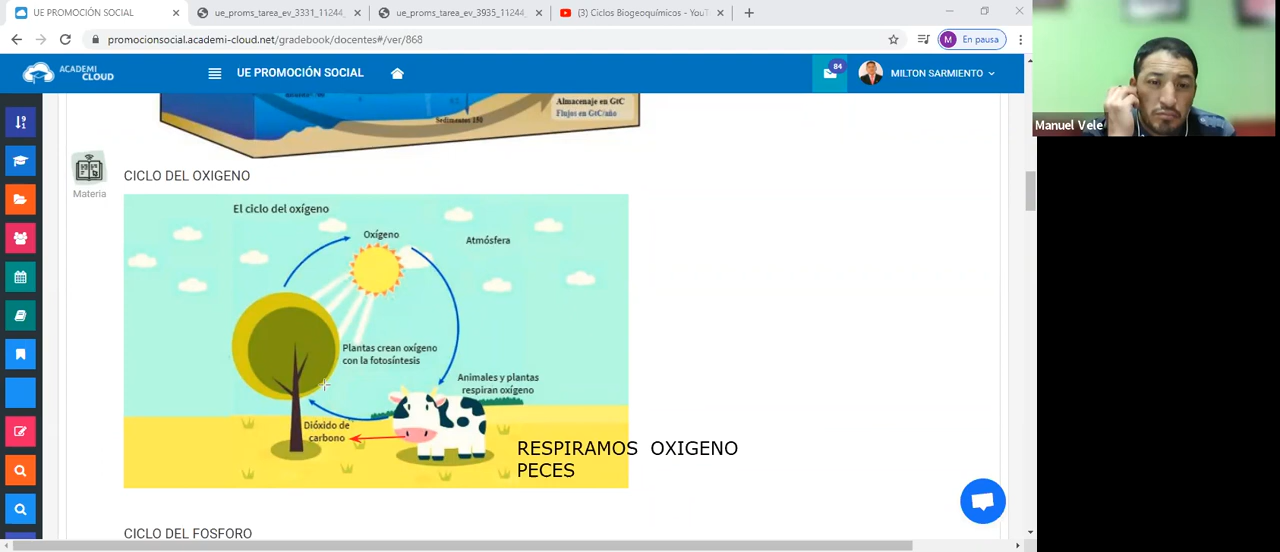 UE PROMOCIÓN SOCIAL
ue_proms_tarea_ev_3331_11244_
ue_proms_tarea_ev_3935_11244_
(3) Ciclos Biogeoquímicos - YouT
promocionsocial.academi-cloud.net/gradebook/docentes#/ver/868
M
En pausa
ACADEMI
CLOUD
UE PROMOCIÓN SOCIAL
84
MILTON SARMIENTO
Manuel Vele
Almacenaje en GtC
Flujos en GtC/año
Sedimentos 150
Materia
CICLO DEL OXIGENO
El ciclo del oxígeno
Oxígeno
Atmósfera
Plantas crean oxígeno
con la fotosíntesis
Animales y plantas
respiran oxígeno
Dióxido de
carbono
RESPIRAMOS OXIGENO
PECES
CICLO DEL FOSFORO